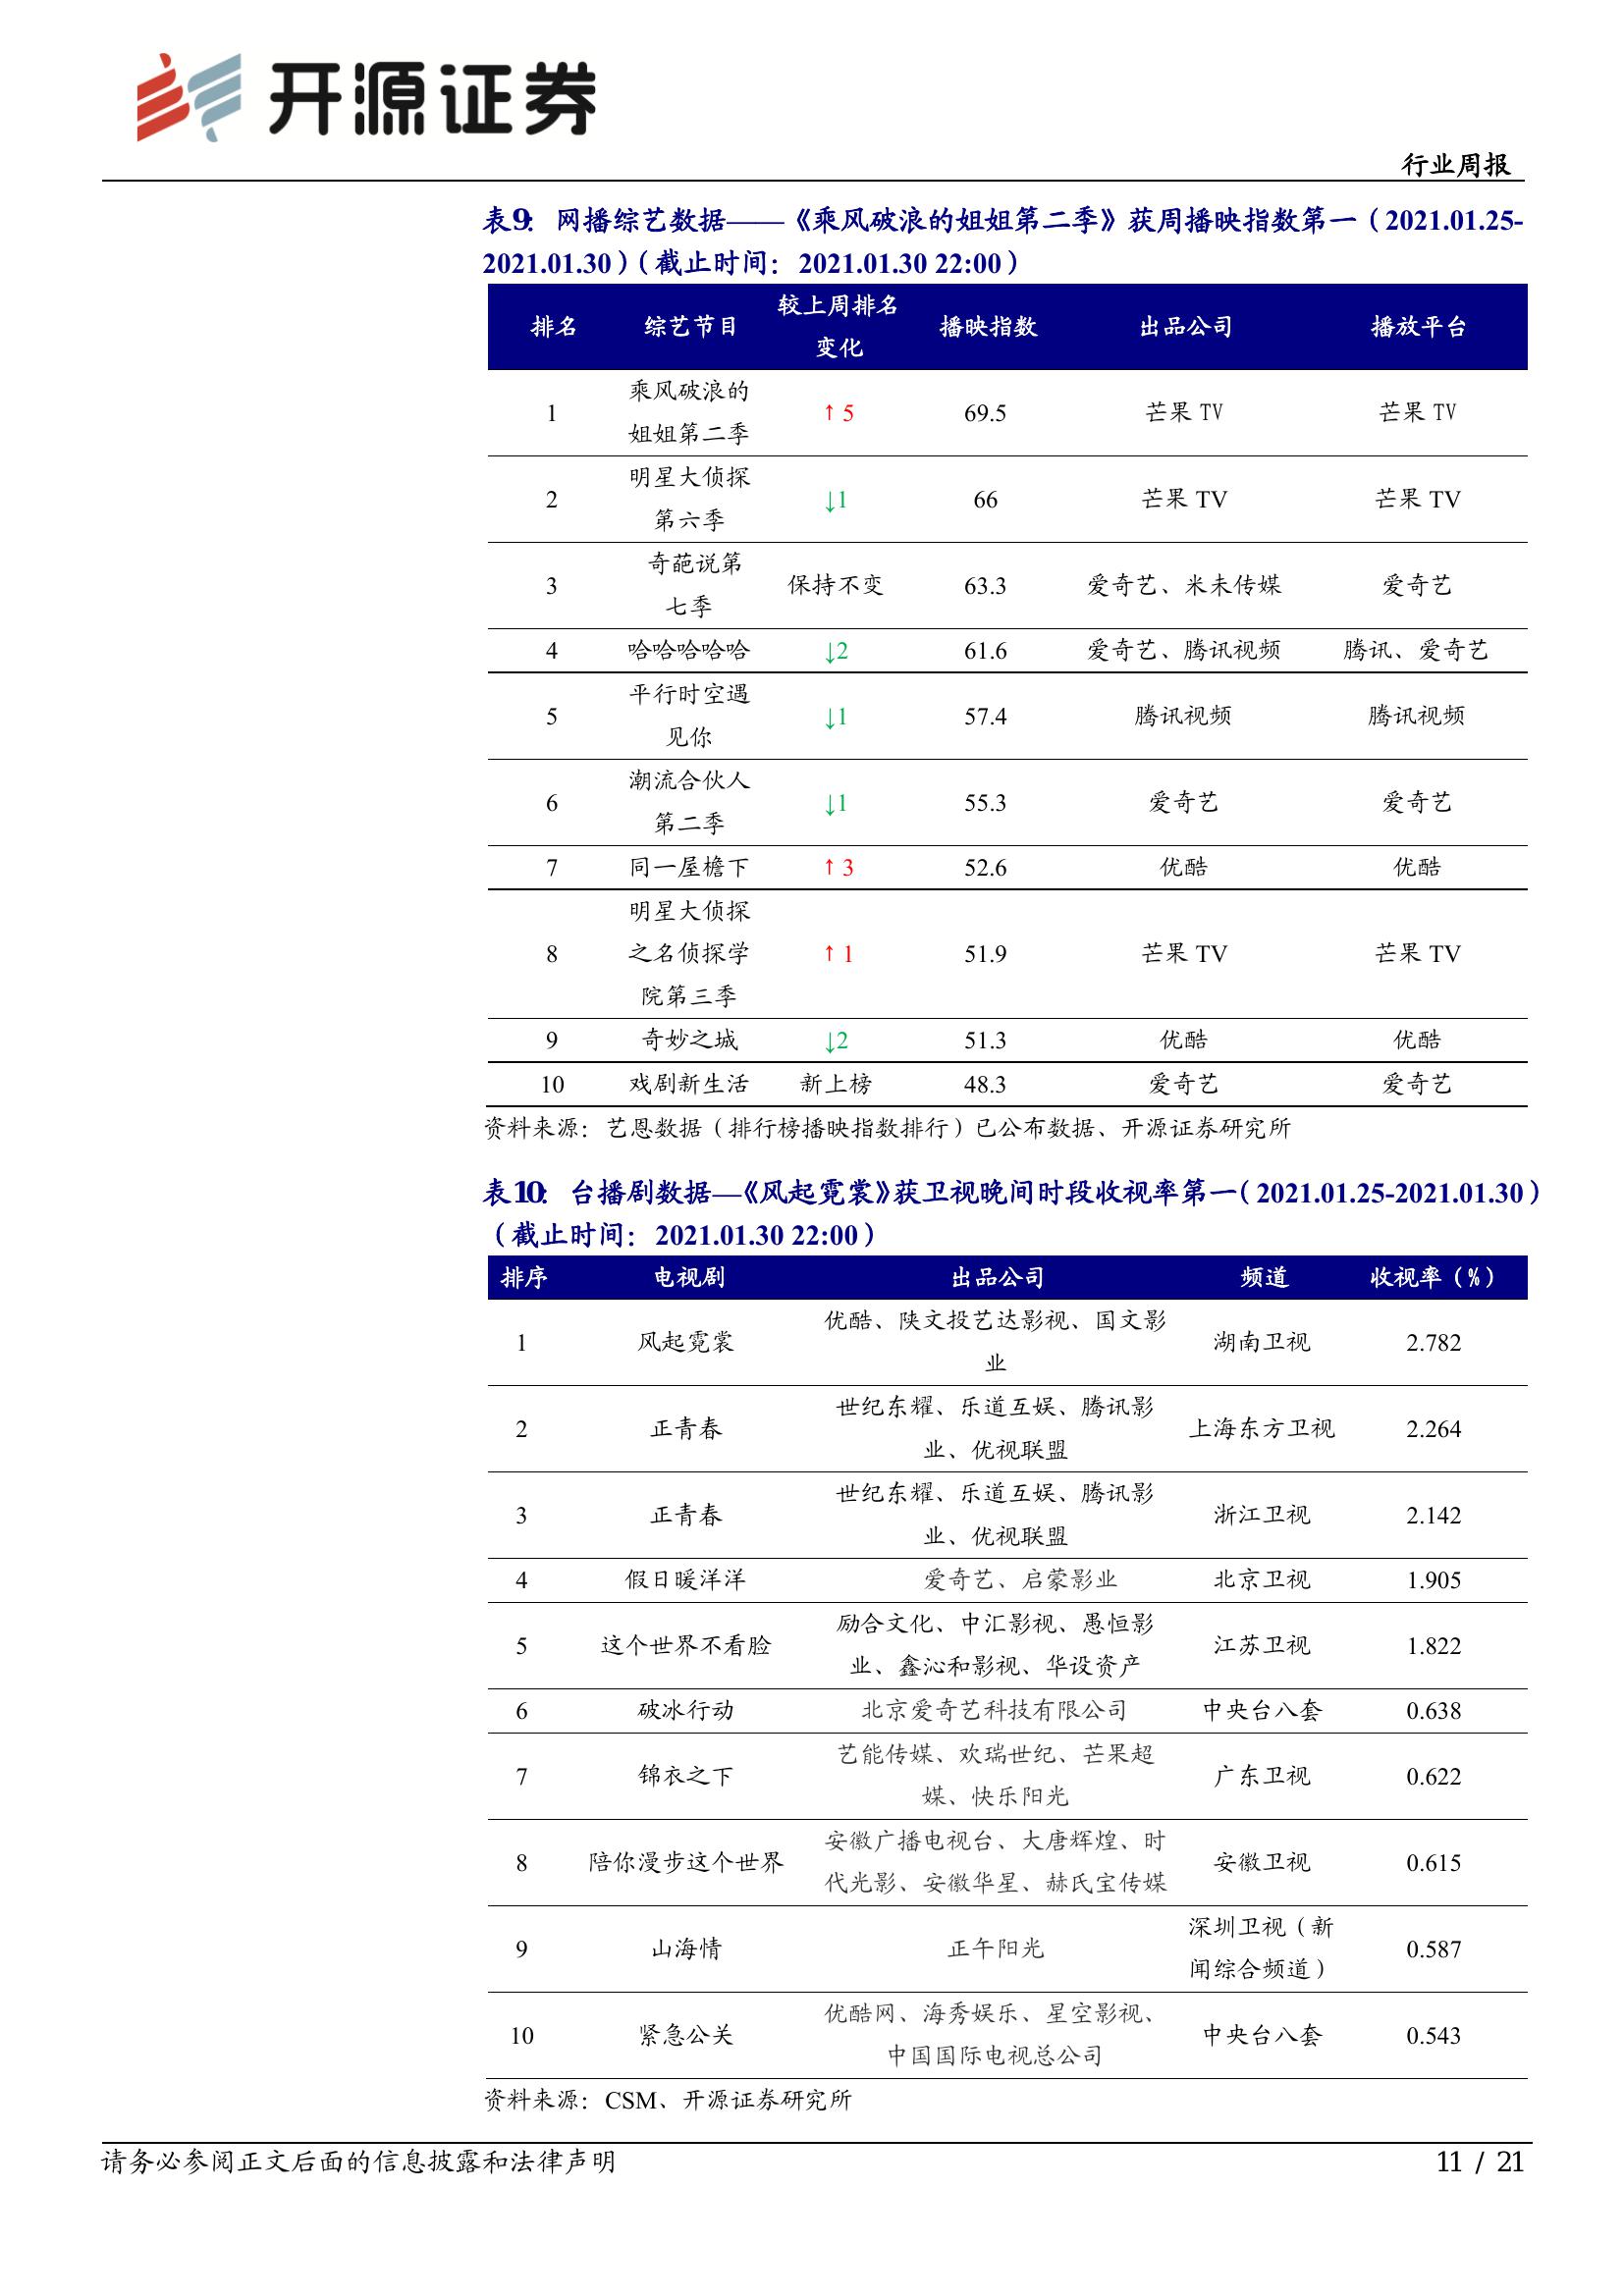 开源证券
行业周报
表9： 网播综艺数据——《乘风破浪的姐姐第二季》获周播映指数第一（2021.01.25-
2021.01.30）（截止时间：2021.01.30 22:00）
排名 综艺节目 较上周排名变化 播映指数 出品公司 播放平台
1 乘风破浪的姐姐第二季 ↑5 69.5 芒果 TV 芒果 TV
2 明星大侦探第六季 ↓1 66 芒果 TV 芒果 TV
3 奇葩说第七季 保持不变 63.3 爱奇艺、米未传媒 爱奇艺
4 哈哈哈哈哈 ↓2 61.6 爱奇艺、腾讯视频 腾讯、爱奇艺
5 平行时空遇见你 ↓1 57.4 腾讯视频 腾讯视频
6 潮流合伙人第二季 ↓1 55.3 爱奇艺 爱奇艺
7 同一屋檐下 ↑3 52.6 优酷 优酷
8 明星大侦探之名侦探学院第三季 ↑1 51.9 芒果 TV 芒果 TV
9 奇妙之城 ↓2 51.3 优酷 优酷
10 戏剧新生活 新上榜 48.3 爱奇艺 爱奇艺
资料来源：艺恩数据（排行榜播映指数排行）已公布数据、开源证券研究所
表10： 台播剧数据—《风起霓裳》获卫视晚间时段收视率第一（2021.01.25-2021.01.30）
（截止时间：2021.01.30 22:00）
排序 电视剧 出品公司 频道 收视率（%）
1 风起霓裳 优酷、陕文投艺达影视、国文影业 湖南卫视 2.782
2 正青春 世纪东耀、乐道互娱、腾讯影业、优视联盟 上海东方卫视 2.264
3 正青春 世纪东耀、乐道互娱、腾讯影业、优视联盟 浙江卫视 2.142
4 假日暖洋洋 爱奇艺、启蒙影业 北京卫视 1.905
5 这个世界不看脸 励合文化、中汇影视、愚恒影业、鑫沁和影视、华设资产 江苏卫视 1.822
6 破冰行动 北京爱奇艺科技有限公司 中央台八套 0.638
7 锦衣之下 艺能传媒、欢瑞世纪、芒果超媒、快乐阳光 广东卫视 0.622
8 陪你漫步这个世界 安徽广播电视台、大唐辉煌、时代光影、安徽华星、赫氏宝传媒 安徽卫视 0.615
9 山海情 正午阳光 深圳卫视（新闻综合频道） 0.587
10 紧急公关 优酷网、海秀娱乐、星空影视、中国国际电视总公司 中央台八套 0.543
资料来源：CSM、开源证券研究所
请务必参阅正文后面的信息披露和法律声明 11 / 21